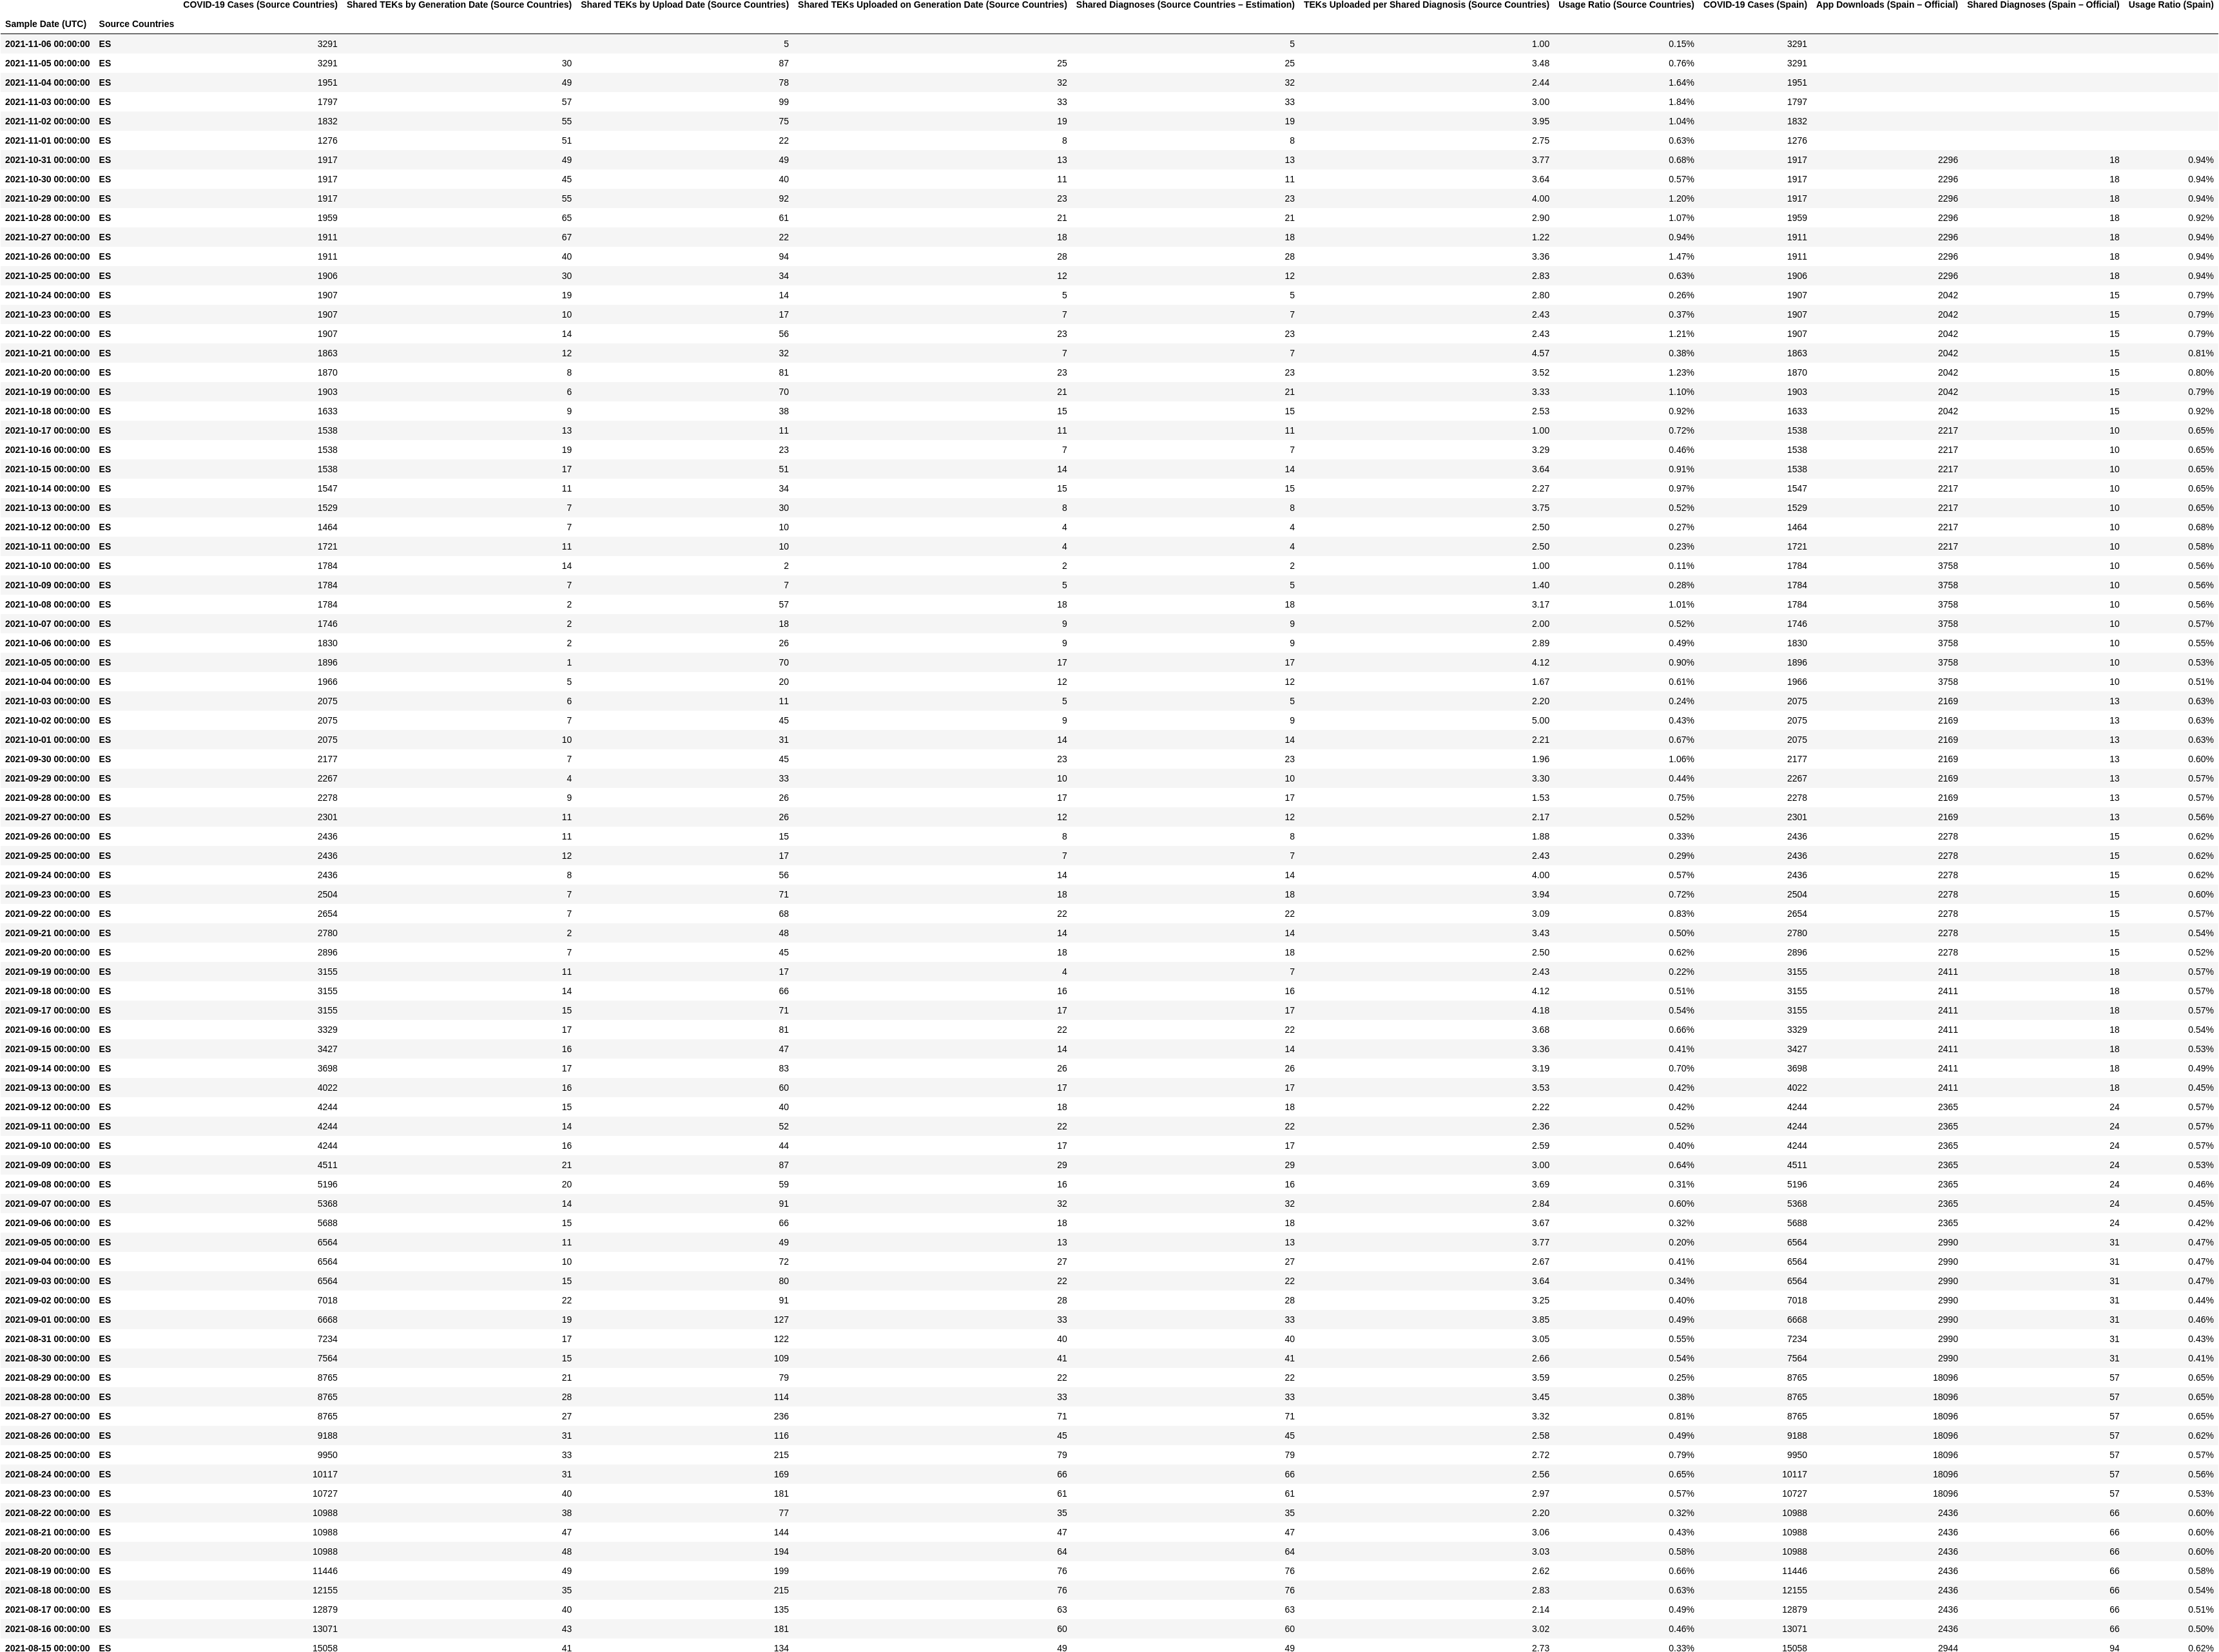 COVID-19 Cases (Source Countries) Shared TEKs by Generation Date (Source Countries) Shared TEKs by Upload Date (Source Countries) Shared TEKs Uploaded on Generation Date (Source Countries) Shared Diagnoses (Source Countries – Estimation) TEKs Uploaded per Shared Diagnosis (Source Countries) Usage Ratio (Source Countries) COVID-19 Cases (Spain) App Downloads (Spain – Official) Shared Diagnoses (Spain – Official) Usage Ratio (Spain)
Sample Date (UTC) Source Countries
2021-11-06 00:00:00 ES 3291 5 5 1.00 0.15% 3291
2021-11-05 00:00:00 ES 3291 30 87 25 25 3.48 0.76% 3291
2021-11-04 00:00:00 ES 1951 49 78 32 32 2.44 1.64% 1951
2021-11-03 00:00:00 ES 1797 57 99 33 33 3.00 1.84% 1797
2021-11-02 00:00:00 ES 1832 55 75 19 19 3.95 1.04% 1832
2021-11-01 00:00:00 ES 1276 51 22 8 8 2.75 0.63% 1276
2021-10-31 00:00:00 ES 1917 49 49 13 13 3.77 0.68% 1917 2296 18 0.94%
2021-10-30 00:00:00 ES 1917 45 40 11 11 3.64 0.57% 1917 2296 18 0.94%
2021-10-29 00:00:00 ES 1917 55 92 23 23 4.00 1.20% 1917 2296 18 0.94%
2021-10-28 00:00:00 ES 1959 65 61 21 21 2.90 1.07% 1959 2296 18 0.92%
2021-10-27 00:00:00 ES 1911 67 22 18 18 1.22 0.94% 1911 2296 18 0.94%
2021-10-26 00:00:00 ES 1911 40 94 28 28 3.36 1.47% 1911 2296 18 0.94%
2021-10-25 00:00:00 ES 1906 30 34 12 12 2.83 0.63% 1906 2296 18 0.94%
2021-10-24 00:00:00 ES 1907 19 14 5 5 2.80 0.26% 1907 2042 15 0.79%
2021-10-23 00:00:00 ES 1907 10 17 7 7 2.43 0.37% 1907 2042 15 0.79%
2021-10-22 00:00:00 ES 1907 14 56 23 23 2.43 1.21% 1907 2042 15 0.79%
2021-10-21 00:00:00 ES 1863 12 32 7 7 4.57 0.38% 1863 2042 15 0.81%
2021-10-20 00:00:00 ES 1870 8 81 23 23 3.52 1.23% 1870 2042 15 0.80%
2021-10-19 00:00:00 ES 1903 6 70 21 21 3.33 1.10% 1903 2042 15 0.79%
2021-10-18 00:00:00 ES 1633 9 38 15 15 2.53 0.92% 1633 2042 15 0.92%
2021-10-17 00:00:00 ES 1538 13 11 11 11 1.00 0.72% 1538 2217 10 0.65%
2021-10-16 00:00:00 ES 1538 19 23 7 7 3.29 0.46% 1538 2217 10 0.65%
2021-10-15 00:00:00 ES 1538 17 51 14 14 3.64 0.91% 1538 2217 10 0.65%
2021-10-14 00:00:00 ES 1547 11 34 15 15 2.27 0.97% 1547 2217 10 0.65%
2021-10-13 00:00:00 ES 1529 7 30 8 8 3.75 0.52% 1529 2217 10 0.65%
2021-10-12 00:00:00 ES 1464 7 10 4 4 2.50 0.27% 1464 2217 10 0.68%
2021-10-11 00:00:00 ES 1721 11 10 4 4 2.50 0.23% 1721 2217 10 0.58%
2021-10-10 00:00:00 ES 1784 14 2 2 2 1.00 0.11% 1784 3758 10 0.56%
2021-10-09 00:00:00 ES 1784 7 7 5 5 1.40 0.28% 1784 3758 10 0.56%
2021-10-08 00:00:00 ES 1784 2 57 18 18 3.17 1.01% 1784 3758 10 0.56%
2021-10-07 00:00:00 ES 1746 2 18 9 9 2.00 0.52% 1746 3758 10 0.57%
2021-10-06 00:00:00 ES 1830 2 26 9 9 2.89 0.49% 1830 3758 10 0.55%
2021-10-05 00:00:00 ES 1896 1 70 17 17 4.12 0.90% 1896 3758 10 0.53%
2021-10-04 00:00:00 ES 1966 5 20 12 12 1.67 0.61% 1966 3758 10 0.51%
2021-10-03 00:00:00 ES 2075 6 11 5 5 2.20 0.24% 2075 2169 13 0.63%
2021-10-02 00:00:00 ES 2075 7 45 9 9 5.00 0.43% 2075 2169 13 0.63%
2021-10-01 00:00:00 ES 2075 10 31 14 14 2.21 0.67% 2075 2169 13 0.63%
2021-09-30 00:00:00 ES 2177 7 45 23 23 1.96 1.06% 2177 2169 13 0.60%
2021-09-29 00:00:00 ES 2267 4 33 10 10 3.30 0.44% 2267 2169 13 0.57%
2021-09-28 00:00:00 ES 2278 9 26 17 17 1.53 0.75% 2278 2169 13 0.57%
2021-09-27 00:00:00 ES 2301 11 26 12 12 2.17 0.52% 2301 2169 13 0.56%
2021-09-26 00:00:00 ES 2436 11 15 8 8 1.88 0.33% 2436 2278 15 0.62%
2021-09-25 00:00:00 ES 2436 12 17 7 7 2.43 0.29% 2436 2278 15 0.62%
2021-09-24 00:00:00 ES 2436 8 56 14 14 4.00 0.57% 2436 2278 15 0.62%
2021-09-23 00:00:00 ES 2504 7 71 18 18 3.94 0.72% 2504 2278 15 0.60%
2021-09-22 00:00:00 ES 2654 7 68 22 22 3.09 0.83% 2654 2278 15 0.57%
2021-09-21 00:00:00 ES 2780 2 48 14 14 3.43 0.50% 2780 2278 15 0.54%
2021-09-20 00:00:00 ES 2896 7 45 18 18 2.50 0.62% 2896 2278 15 0.52%
2021-09-19 00:00:00 ES 3155 11 17 4 7 2.43 0.22% 3155 2411 18 0.57%
2021-09-18 00:00:00 ES 3155 14 66 16 16 4.12 0.51% 3155 2411 18 0.57%
2021-09-17 00:00:00 ES 3155 15 71 17 17 4.18 0.54% 3155 2411 18 0.57%
2021-09-16 00:00:00 ES 3329 17 81 22 22 3.68 0.66% 3329 2411 18 0.54%
2021-09-15 00:00:00 ES 3427 16 47 14 14 3.36 0.41% 3427 2411 18 0.53%
2021-09-14 00:00:00 ES 3698 17 83 26 26 3.19 0.70% 3698 2411 18 0.49%
2021-09-13 00:00:00 ES 4022 16 60 17 17 3.53 0.42% 4022 2411 18 0.45%
2021-09-12 00:00:00 ES 4244 15 40 18 18 2.22 0.42% 4244 2365 24 0.57%
2021-09-11 00:00:00 ES 4244 14 52 22 22 2.36 0.52% 4244 2365 24 0.57%
2021-09-10 00:00:00 ES 4244 16 44 17 17 2.59 0.40% 4244 2365 24 0.57%
2021-09-09 00:00:00 ES 4511 21 87 29 29 3.00 0.64% 4511 2365 24 0.53%
2021-09-08 00:00:00 ES 5196 20 59 16 16 3.69 0.31% 5196 2365 24 0.46%
2021-09-07 00:00:00 ES 5368 14 91 32 32 2.84 0.60% 5368 2365 24 0.45%
2021-09-06 00:00:00 ES 5688 15 66 18 18 3.67 0.32% 5688 2365 24 0.42%
2021-09-05 00:00:00 ES 6564 11 49 13 13 3.77 0.20% 6564 2990 31 0.47%
2021-09-04 00:00:00 ES 6564 10 72 27 27 2.67 0.41% 6564 2990 31 0.47%
2021-09-03 00:00:00 ES 6564 15 80 22 22 3.64 0.34% 6564 2990 31 0.47%
2021-09-02 00:00:00 ES 7018 22 91 28 28 3.25 0.40% 7018 2990 31 0.44%
2021-09-01 00:00:00 ES 6668 19 127 33 33 3.85 0.49% 6668 2990 31 0.46%
2021-08-31 00:00:00 ES 7234 17 122 40 40 3.05 0.55% 7234 2990 31 0.43%
2021-08-30 00:00:00 ES 7564 15 109 41 41 2.66 0.54% 7564 2990 31 0.41%
2021-08-29 00:00:00 ES 8765 21 79 22 22 3.59 0.25% 8765 18096 57 0.65%
2021-08-28 00:00:00 ES 8765 28 114 33 33 3.45 0.38% 8765 18096 57 0.65%
2021-08-27 00:00:00 ES 8765 27 236 71 71 3.32 0.81% 8765 18096 57 0.65%
2021-08-26 00:00:00 ES 9188 31 116 45 45 2.58 0.49% 9188 18096 57 0.62%
2021-08-25 00:00:00 ES 9950 33 215 79 79 2.72 0.79% 9950 18096 57 0.57%
2021-08-24 00:00:00 ES 10117 31 169 66 66 2.56 0.65% 10117 18096 57 0.56%
2021-08-23 00:00:00 ES 10727 40 181 61 61 2.97 0.57% 10727 18096 57 0.53%
2021-08-22 00:00:00 ES 10988 38 77 35 35 2.20 0.32% 10988 2436 66 0.60%
2021-08-21 00:00:00 ES 10988 47 144 47 47 3.06 0.43% 10988 2436 66 0.60%
2021-08-20 00:00:00 ES 10988 48 194 64 64 3.03 0.58% 10988 2436 66 0.60%
2021-08-19 00:00:00 ES 11446 49 199 76 76 2.62 0.66% 11446 2436 66 0.58%
2021-08-18 00:00:00 ES 12155 35 215 76 76 2.83 0.63% 12155 2436 66 0.54%
2021-08-17 00:00:00 ES 12879 40 135 63 63 2.14 0.49% 12879 2436 66 0.51%
2021-08-16 00:00:00 ES 13071 43 181 60 60 3.02 0.46% 13071 2436 66 0.50%
2021-08-15 00:00:00 ES 15058 41 134 49 49 2.73 0.33% 15058 2944 94 0.62%